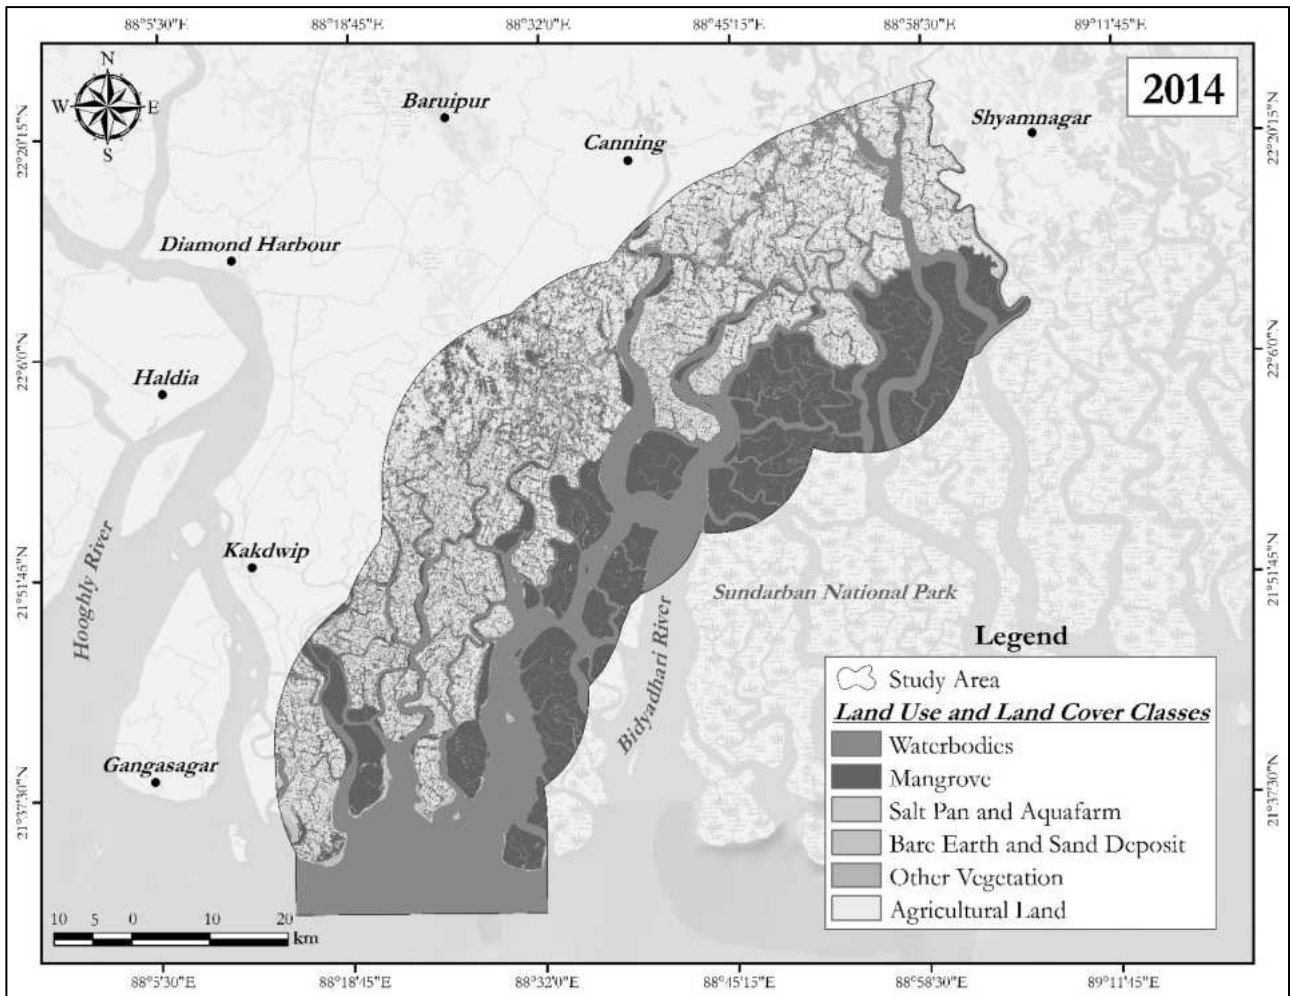 88°5'30"E 88°18'45"E 88°32'0"E 88°45'15"E 88°58'30"E 89°11'45"E
2014
N
W E
S
Baruipur
Canning
Shyamnagar
22°20'15"N 22°20'15"N
Diamond Harbour
22°6'0"N 22°6'0"N
Haldia
Hooghly River
Kakdwip
21°51'45"N 21°51'45"N
Sundarban National Park
Bidyadhari River
Gangasagar
21°37'30"N 21°37'30"N
Legend
Study Area
Land Use and Land Cover Classes
Waterbodies
Mangrove
Salt Pan and Aquafarm
Bare Earth and Sand Deposit
Other Vegetation
Agricultural Land
10 5 0 10 20
km
88°5'30"E 88°18'45"E 88°32'0"E 88°45'15"E 88°58'30"E 89°11'45"E